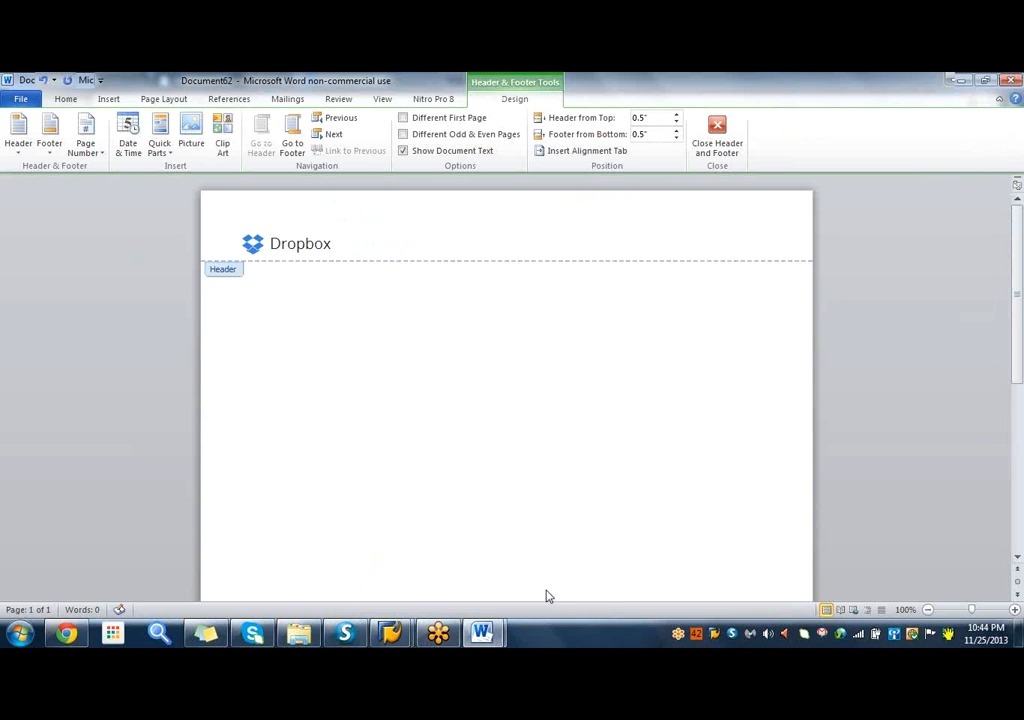 Doc Mic Document62 - Microsoft Word non-commercial use Header & Footer Tools
File Home Insert Page Layout References Mailings Review View Nitro Pro 8 Design
Header
Footer
Page Number
Date & Time
Quick Parts
Picture
Clip Art
Go to Header
Go to Footer
Previous
Next
Link to Previous
Different First Page
Different Odd & Even Pages
Show Document Text
Header from Top: 0.5"
Footer from Bottom: 0.5"
Insert Alignment Tab
Close Header and Footer
Header & Footer Insert Navigation Options Position Close
Dropbox
Header
Page: 1 of 1 Words: 0 100%
42
10:44 PM
11/25/2013